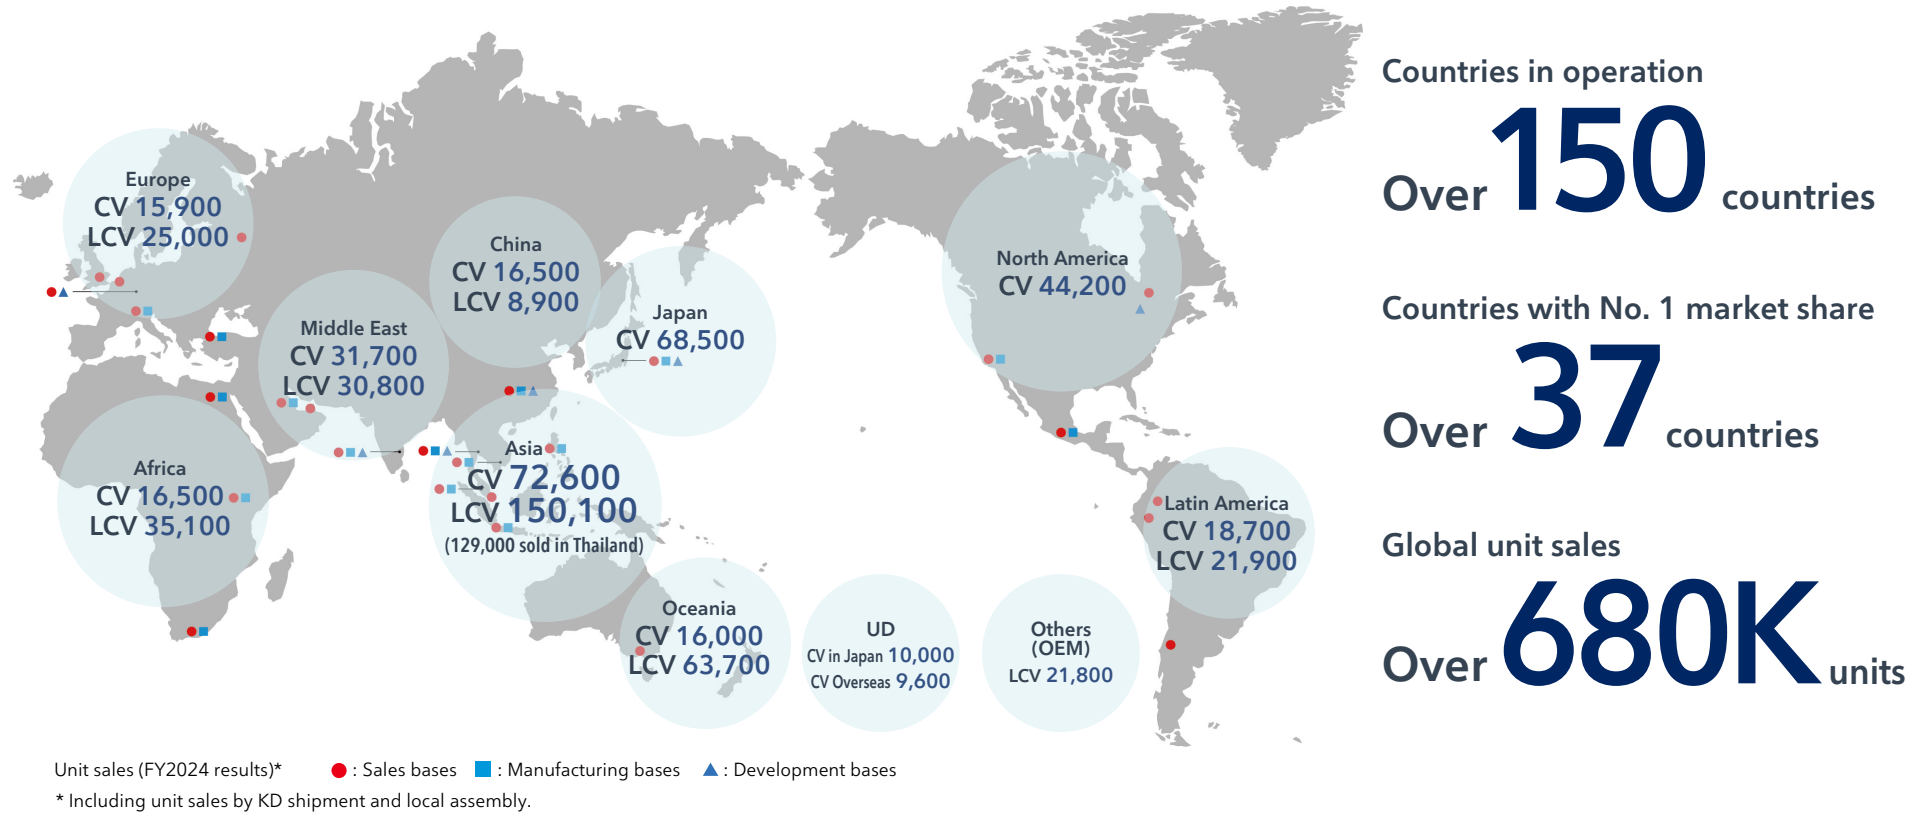 Europe
CV 15,900
LCV 25,000
China
CV 16,500
LCV 8,900
Middle East
CV 31,700
LCV 30,800
Japan
CV 68,500
North America
CV 44,200
Africa
CV 16,500
LCV 35,100
Asia
CV 72,600
LCV 150,100
(129,000 sold in Thailand)
Latin America
CV 18,700
LCV 21,900
Oceania
CV 16,000
LCV 63,700
UD
CV in Japan 10,000
CV Overseas 9,600
Others
(OEM)
LCV 21,800
Countries in operation
Over 150 countries
Countries with No. 1 market share
Over 37 countries
Global unit sales
Over 680K units
Unit sales (FY2024 results)* : Sales bases : Manufacturing bases : Development bases
* Including unit sales by KD shipment and local assembly.